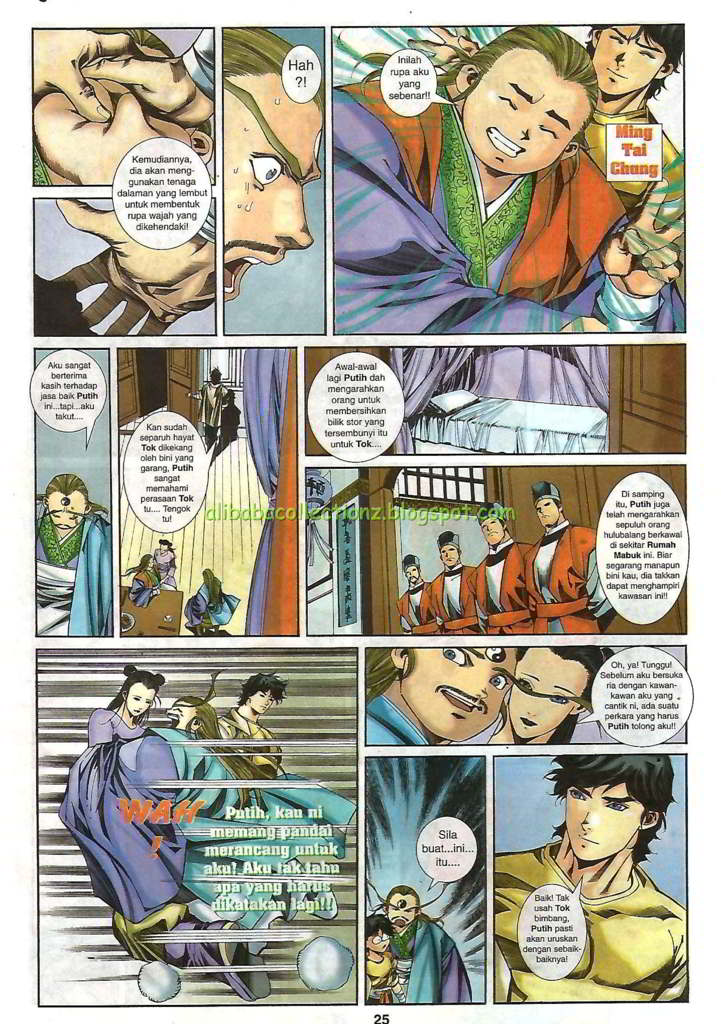 Kemudiannya,
dia akan meng-
gunakan tenaga
dalaman yang lembut
untuk membentuk
rupa wajah yang
dikehendaki!
Hah
?!
Inilah
rupa aku
yang
sebenar!!
Ming
Tai
Chung
Aku sangat
berterima
kasih terhadap
jasa baik Putih
ini...tapi...aku
takut....
Kan sudah
separuh hayat
Tok dikekang
oleh bini yang
garang, Putih
sangat
memahami
perasaan Tok
tu.... Tengok
tu!
Awal-awal
lagi Putih dah
mengarahkan
orang untuk
membersihkan
bilik stor yang
tersembunyi itu
untuk Tok....
alibabacollectionz.blogspot.com
Di samping
itu, Putih juga
telah mengarahkan
sepuluh orang
hulubalang berkawal
di sekitar Rumah
Mabuk ini. Biar
segarang manapun
bini kau, dia takkan
dapat menghampiri
kawasan ini!!
WAH
!
Putih, kau ni
memang pandai
merancang untuk
aku! Aku tak tahu
apa yang harus
dikatakan lagi!!
Oh, ya! Tunggu!
Sebelum aku bersuka
ria dengan kawan-
kawan aku yang
cantik ni, ada suatu
perkara yang harus
Putih tolong aku!!
Sila
buat...ini...
itu....
Baik! Tak
usah Tok
bimbang,
Putih pasti
akan uruskan
dengan sebaik-
baiknya!
25